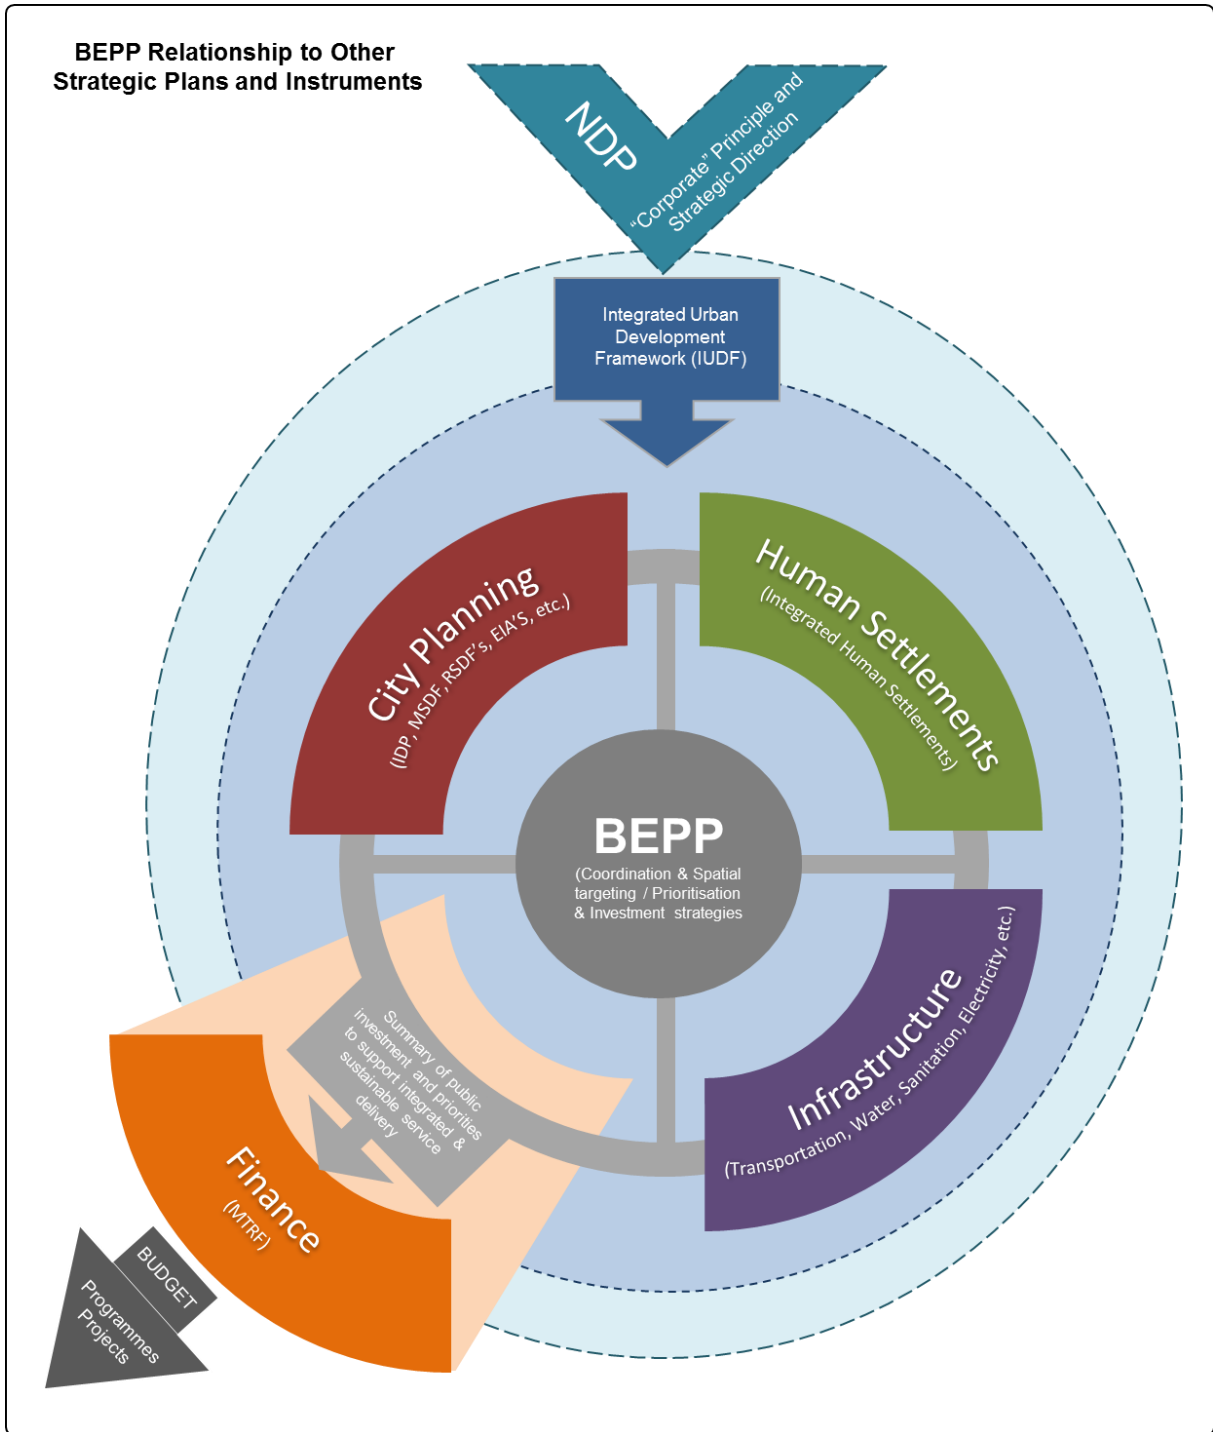 BEPP Relationship to Other
Strategic Plans and Instruments
NDP
“Corporate” Principle and
Strategic Direction
Integrated Urban
Development
Framework (IUDF)
City Planning
(IDP, MSDF, RSDF’s, EIA’S, etc.)
Human Settlements
(Integrated Human Settlements)
BEPP
(Coordination & Spatial
targeting / Prioritisation
& Investment strategies
Infrastructure
(Transportation, Water, Sanitation, Electricity, etc.)
Summary of public
investment and priorities
to support integrated &
sustainable service
delivery
Finance
(MTRF)
BUDGET
Programmes
Projects